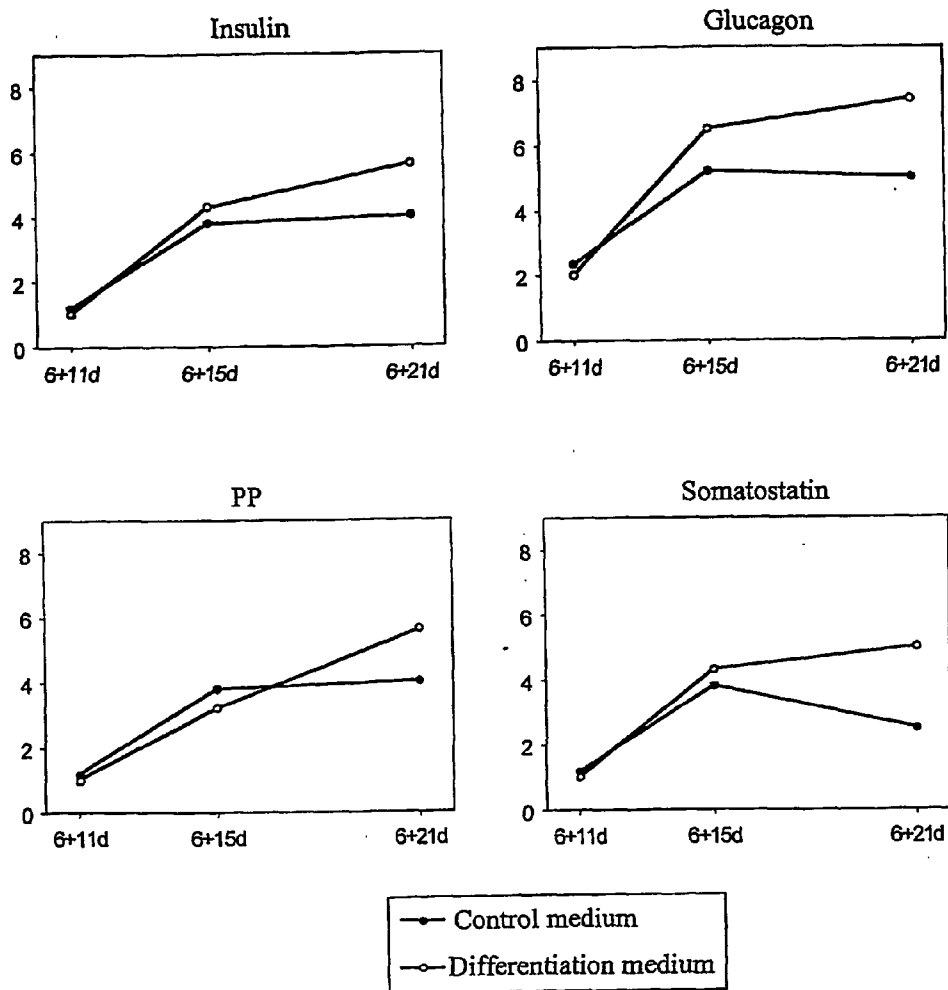 Insulin
8
6
4
2
0
6+11d 6+15d 6+21d
Glucagon
8
6
4
2
0
6+11d 6+15d 6+21d
PP
8
6
4
2
0
6+11d 6+15d 6+21d
Somatostatin
8
6
4
2
0
6+11d 6+15d 6+21d
Control medium
Differentiation medium